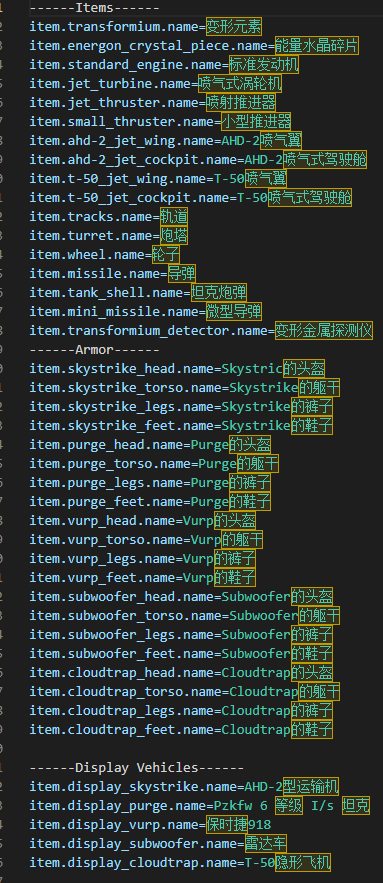 ------Items------
item.transformium.name=变形元素
item.energon_crystal_piece.name=能量水晶碎片
item.standard_engine.name=标准发动机
item.jet_turbine.name=喷气式涡轮机
item.jet_thruster.name=喷射推进器
item.small_thruster.name=小型推进器
item.ahd-2_jet_wing.name=AHD-2喷气翼
item.ahd-2_jet_cockpit.name=AHD-2喷气式驾驶舱
item.t-50_jet_wing.name=T-50喷气翼
item.t-50_jet_cockpit.name=T-50喷气式驾驶舱
item.tracks.name=轨道
item.turret.name=炮塔
item.wheel.name=轮子
item.missile.name=导弹
item.tank_shell.name=坦克炮弹
item.mini_missile.name=微型导弹
item.transformium_detector.name=变形金属探测仪
------Armor------
item.skystrike_head.name=Skystric的头盔
item.skystrike_torso.name=Skystrike的躯干
item.skystrike_legs.name=Skystrike的裤子
item.skystrike_feet.name=Skystrike的鞋子
item.purge_head.name=Purge的头盔
item.purge_torso.name=Purge的躯干
item.purge_legs.name=Purge的裤子
item.purge_feet.name=Purge的鞋子
item.vurp_head.name=Vurp的头盔
item.vurp_torso.name=Vurp的躯干
item.vurp_legs.name=Vurp的裤子
item.vurp_feet.name=Vurp的鞋子
item.subwoofer_head.name=Subwoofer的头盔
item.subwoofer_torso.name=Subwoofer的躯干
item.subwoofer_legs.name=Subwoofer的裤子
item.subwoofer_feet.name=Subwoofer的鞋子
item.cloudtrap_head.name=Cloudtrap的头盔
item.cloudtrap_torso.name=Cloudtrap的躯干
item.cloudtrap_legs.name=Cloudtrap的裤子
item.cloudtrap_feet.name=Cloudtrap的鞋子
------Display Vehicles------
item.display_skystrike.name=AHD-2型运输机
item.display_purge.name=Pzkfw 6 等级 I/s 坦克
item.display_vurp.name=保时捷918
item.display_subwoofer.name=雷达车
item.display_cloudtrap.name=T-50隐形飞机